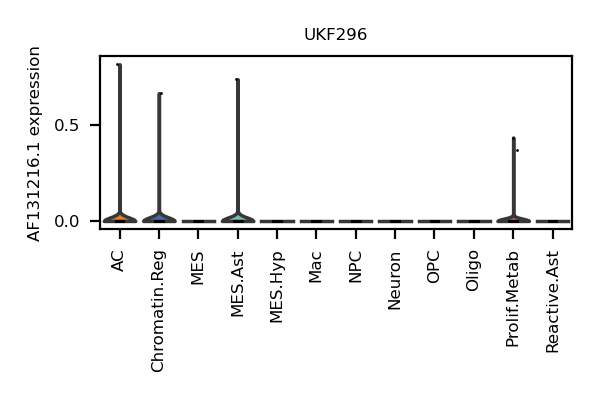 UKF296
AF131216.1 expression
0.5
0.0
AC
Chromatin.Reg
MES
MES.Ast
MES.Hyp
Mac
NPC
Neuron
OPC
Oligo
Prolif.Metab
Reactive.Ast